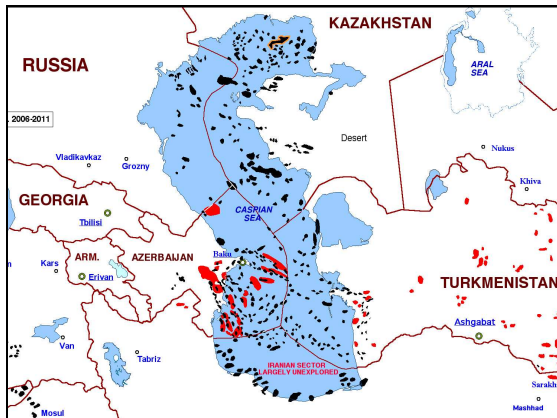 KAZAKHSTAN
RUSSIA
ARAL
SEA
. 2006-2011
Desert
Nukus
Vladikavkaz
Grozny
Khiva
GEORGIA
Tbilisi
CASPIAN
SEA
Baku
ARM.
AZERBAIJAN
Kars
Erivan
TURKMENISTAN
Ashgabat
Van
Tabriz
IRANIAN SECTOR
LARGELY UNEXPLORED
Sarakh
Mashhad
Mosul